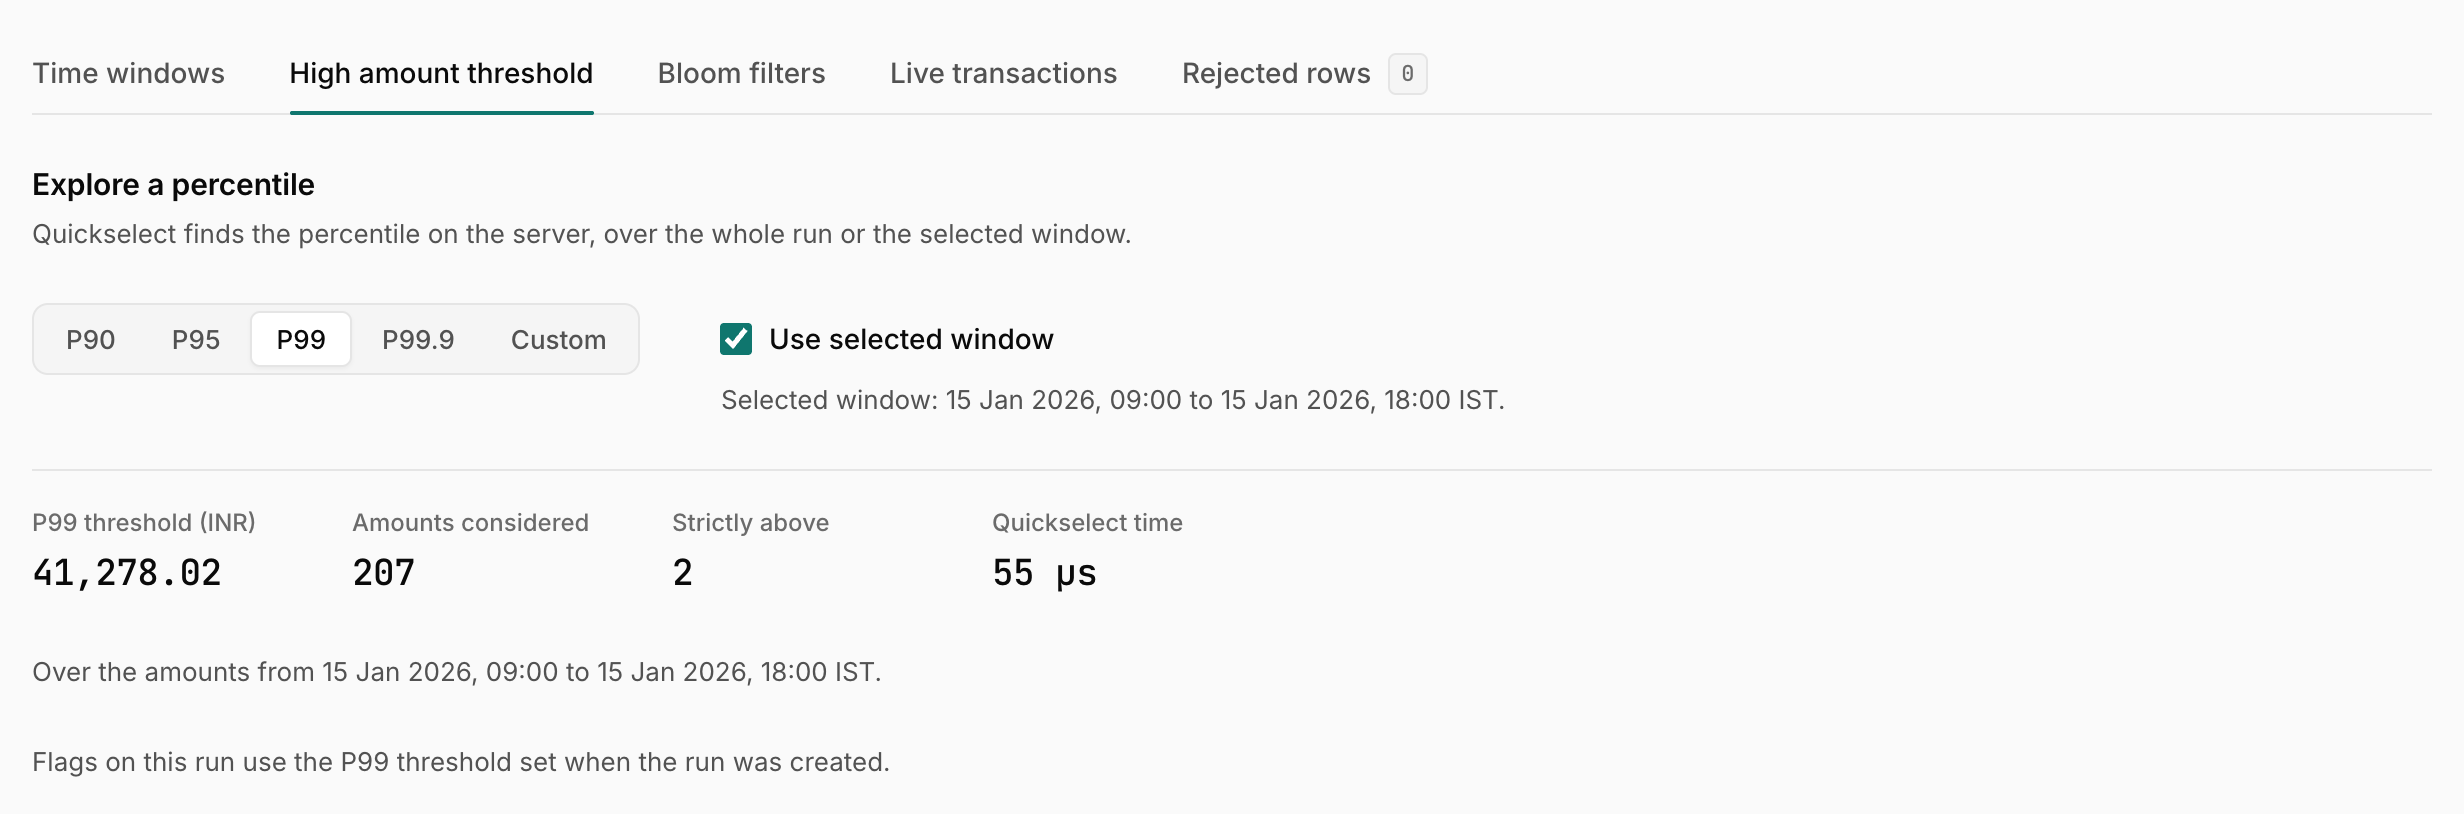 Time windows High amount threshold Bloom filters Live transactions Rejected rows 0
Explore a percentile
Quickselect finds the percentile on the server, over the whole run or the selected window.
P90 P95 P99 P99.9 Custom Use selected window
Selected window: 15 Jan 2026, 09:00 to 15 Jan 2026, 18:00 IST.
P99 threshold (INR) Amounts considered Strictly above Quickselect time
41,278.02 207 2 55 µs
Over the amounts from 15 Jan 2026, 09:00 to 15 Jan 2026, 18:00 IST.
Flags on this run use the P99 threshold set when the run was created.